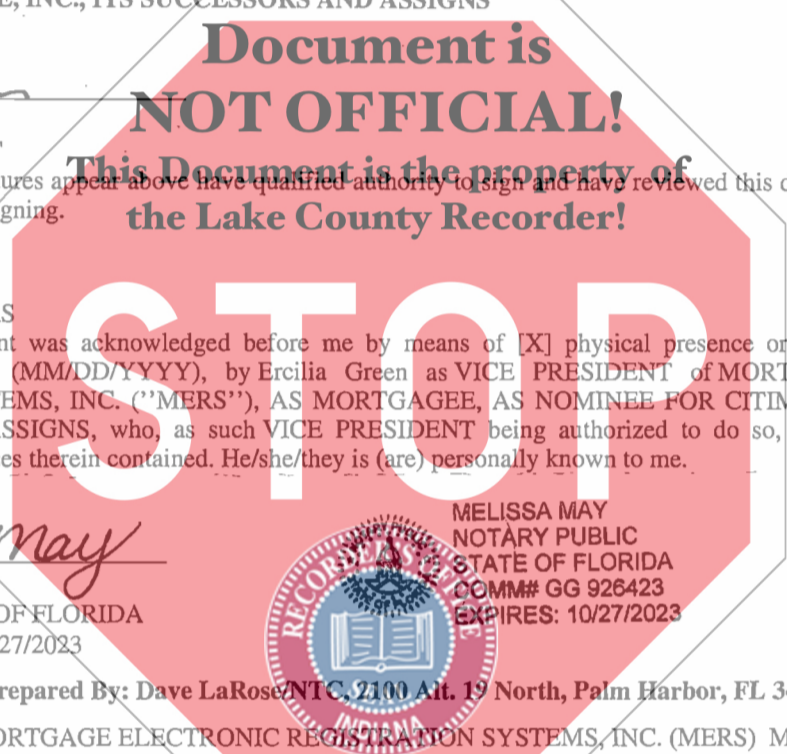 E, INC., ITS SUCCESSORS AND ASSIGNS
Document is
NOT OFFICIAL!
This Document is the property of
ures appear above have qualified authority to sign and have reviewed this d
gning.
the Lake County Recorder!
STOP
S
nt was acknowledged before me by means of [X] physical presence or
(MM/DD/YYYY), by Ercilia Green as VICE PRESIDENT of MORT
EMS, INC. (''MERS''), AS MORTGAGEE, AS NOMINEE FOR CITIM
ASSIGNS, who, as such VICE PRESIDENT being authorized to do so,
es therein contained. He/she/they is (are) personally known to me.
May
MELISSA MAY
NOTARY PUBLIC
STATE OF FLORIDA
COMM# GG 926423
EXPIRES: 10/27/2023
OF FLORIDA
27/2023
RECORDER'S OFFICE
SEAL
INDIANA
repared By: Dave LaRose/NTC, 2100 Alt. 19 North, Palm Harbor, FL 34
ORTGAGE ELECTRONIC REGISTRATION SYSTEMS, INC. (MERS) M